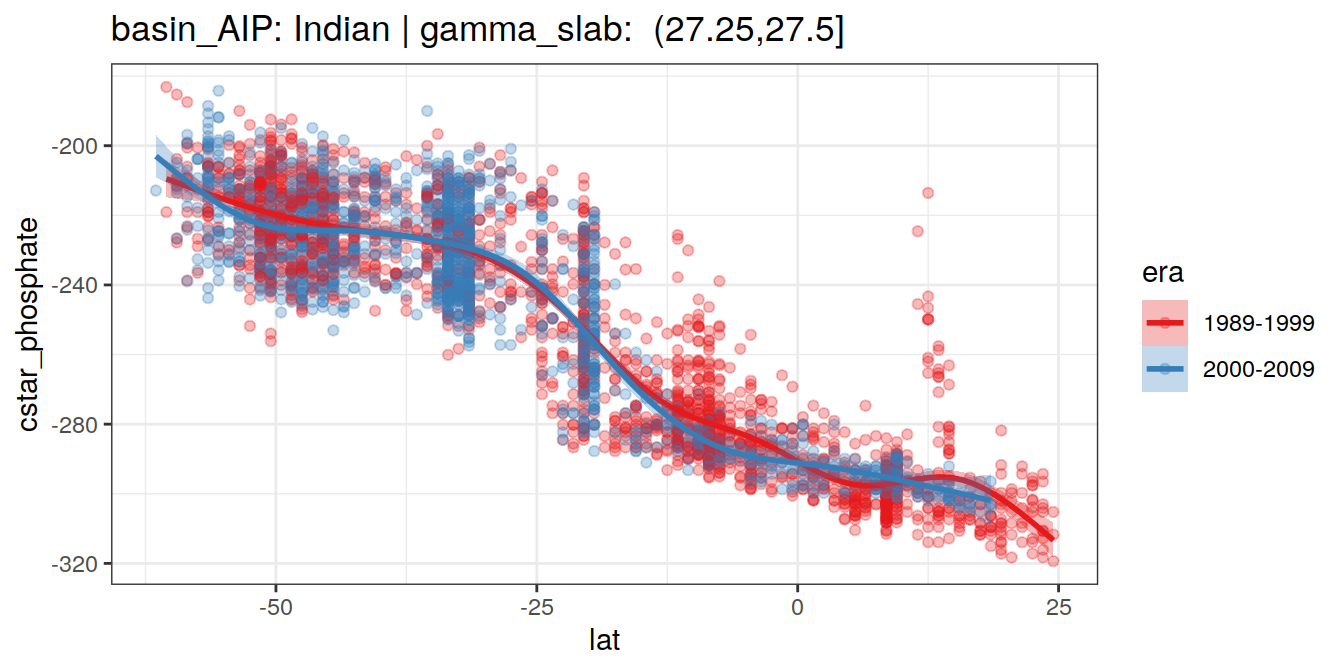 basin_AIP: Indian | gamma_slab:  (27.25,27.5]
cstar_phosphate
-200
-240
-280
-320
-50
-25
0
25
lat
era
1989-1999
2000-2009